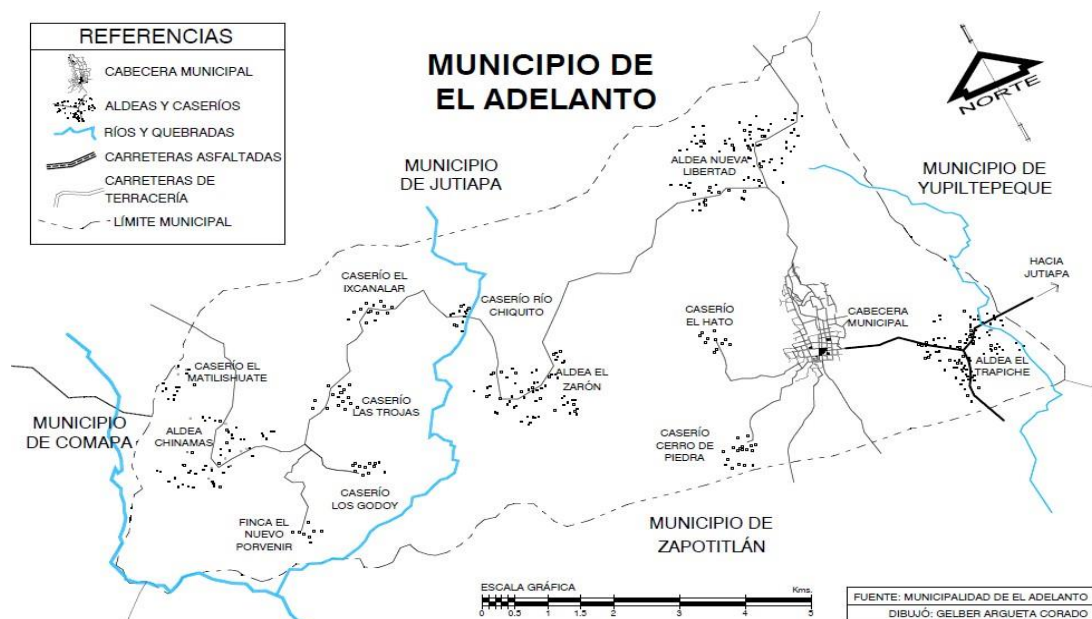 REFERENCIAS
CABECERA MUNICIPAL
ALDEAS Y CASERÍOS
RÍOS Y QUEBRADAS
CARRETERAS ASFALTADAS
CARRETERAS DE
TERRACERÍA
LÍMITE MUNICIPAL
MUNICIPIO DE
EL ADELANTO
NORTE
MUNICIPIO
DE JUTIAPA
ALDEA NUEVA
LIBERTAD
MUNICIPIO DE
YUPILTEPEQUE
HACIA
JUTIAPA
CASERÍO EL
IXCANALAR
CASERÍO RÍO
CHIQUITO
CASERÍO
EL HATO
CABECERA
MUNICIPAL
CASERÍO EL
MATILISHUATE
ALDEA EL
ZARÓN
ALDEA EL
TRAPICHE
CASERÍO
LAS TROJAS
MUNICIPIO
DE COMAPA
ALDEA
CHINAMAS
CASERÍO
CERRO DE
PIEDRA
CASERÍO
LOS GODOY
FINCA EL
NUEVO
PORVENIR
MUNICIPIO DE
ZAPOTITLÁN
ESCALA GRÁFICA
Kms.
0 0.5 1 2 3 4 5
FUENTE: MUNICIPALIDAD DE EL ADELANTO
DIBUJÓ: GELBER ARGUETA CORADO